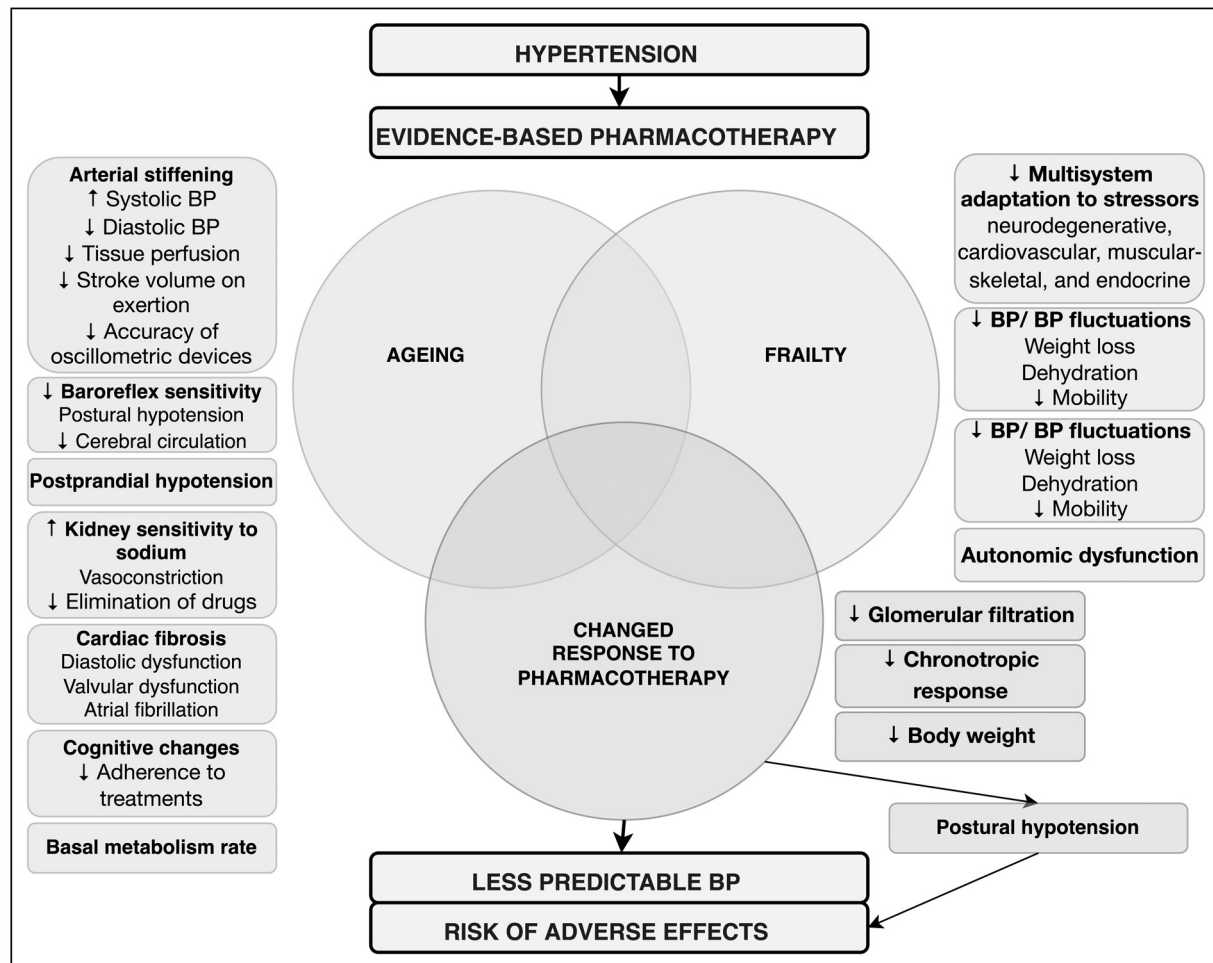 HYPERTENSION
EVIDENCE-BASED PHARMACOTHERAPY
Arterial stiffening
↑ Systolic BP
↓ Diastolic BP
↓ Tissue perfusion
↓ Stroke volume on
exertion
↓ Accuracy of
oscillometric devices
↓ Baroreflex sensitivity
Postural hypotension
↓ Cerebral circulation
Postprandial hypotension
↑ Kidney sensitivity to
sodium
Vasoconstriction
↓ Elimination of drugs
Cardiac fibrosis
Diastolic dysfunction
Valvular dysfunction
Atrial fibrillation
Cognitive changes
↓ Adherence to
treatments
Basal metabolism rate
AGEING
FRAILTY
CHANGED
RESPONSE TO
PHARMACOTHERAPY
↓ Multisystem
adaptation to stressors
neurodegenerative,
cardiovascular, muscular-
skeletal, and endocrine
↓ BP/ BP fluctuations
Weight loss
Dehydration
↓ Mobility
↓ BP/ BP fluctuations
Weight loss
Dehydration
↓ Mobility
Autonomic dysfunction
↓ Glomerular filtration
↓ Chronotropic
response
↓ Body weight
Postural hypotension
LESS PREDICTABLE BP
RISK OF ADVERSE EFFECTS